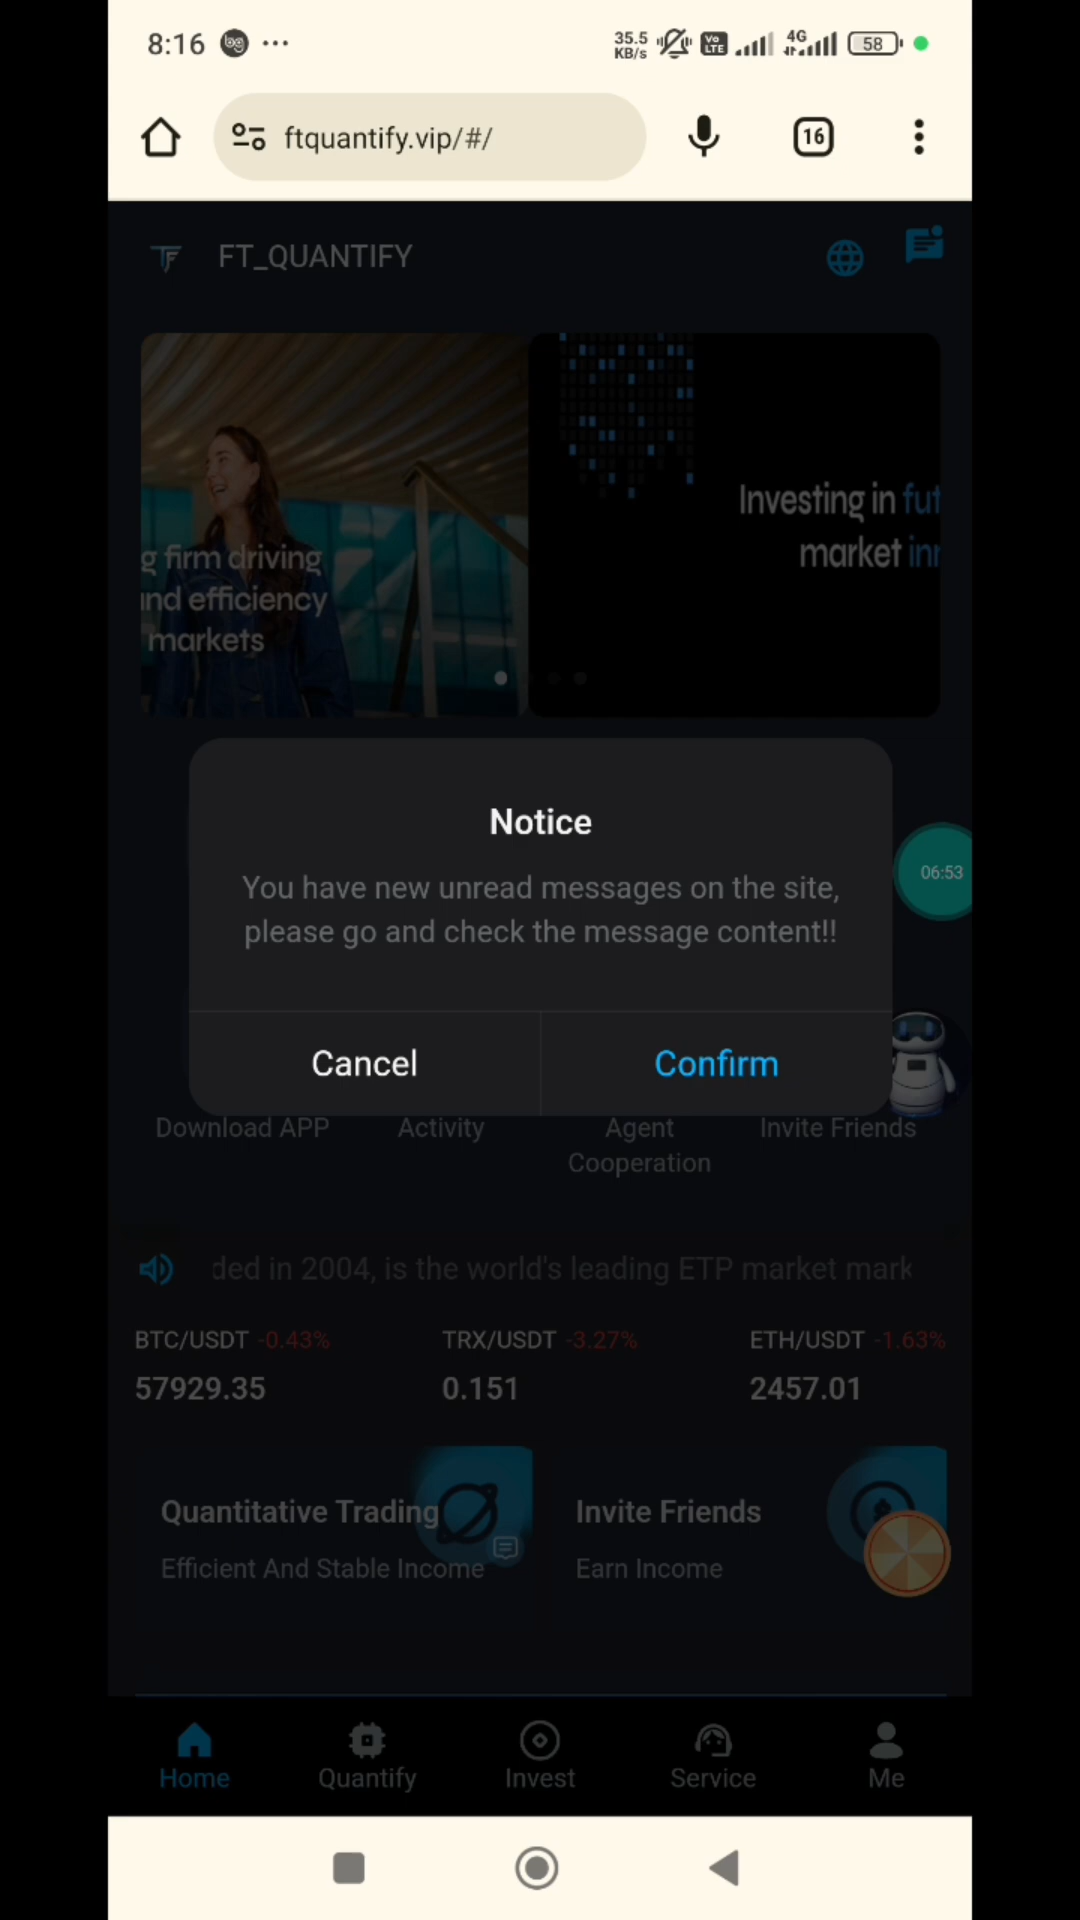 8:16
35.5
KB/s
Vo
LTE
4G
58
ftquantify.vip/#/
16
FT_QUANTIFY
g firm driving
and efficiency
markets
Investing in fut
market inn
Notice
You have new unread messages on the site,
please go and check the message content!!
06:53
Cancel
Confirm
Download APP
Activity
Agent
Cooperation
Invite Friends
ded in 2004, is the world's leading ETP market mark
BTC/USDT -0.43%
TRX/USDT -3.27%
ETH/USDT -1.63%
57929.35
0.151
2457.01
Quantitative Trading
Efficient And Stable Income
Invite Friends
Earn Income
Home
Quantify
Invest
Service
Me